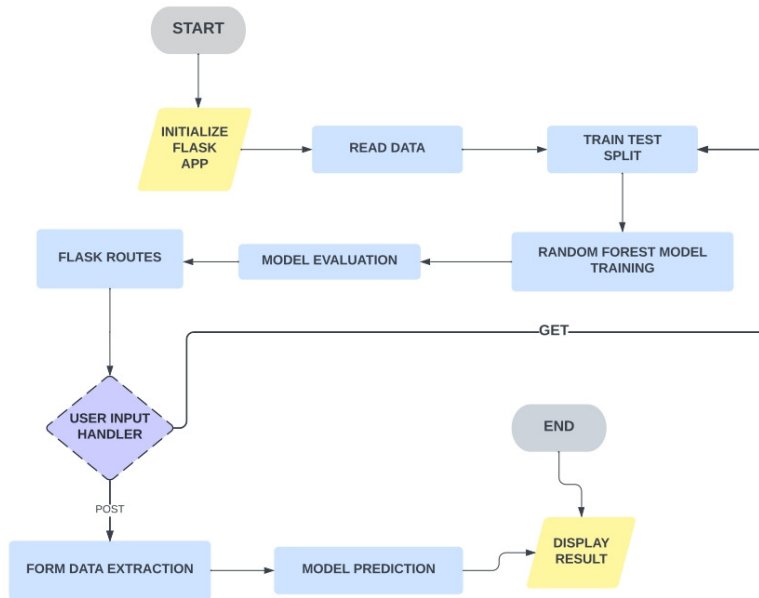 START
INITIALIZE
FLASK
APP
READ DATA
TRAIN TEST
SPLIT
FLASK ROUTES
MODEL EVALUATION
RANDOM FOREST MODEL
TRAINING
GET
USER INPUT
HANDLER
END
POST
FORM DATA EXTRACTION
MODEL PREDICTION
DISPLAY
RESULT